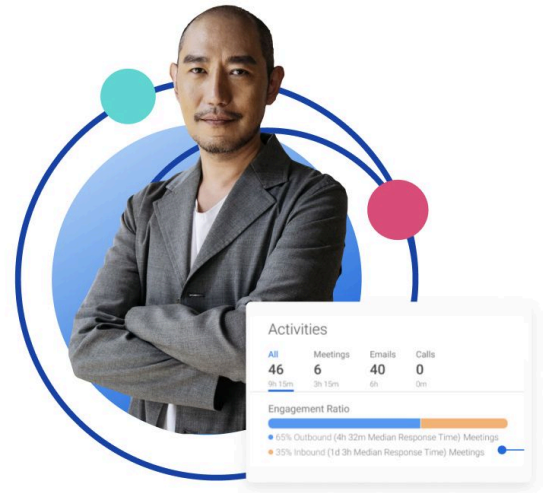 Activities
All Meetings Emails Calls
46 6 40 0
9h 15m 3h 15m 6h 0m
Engagement Ratio
65% Outbound (4h 32m Median Response Time) Meetings
35% Inbound (1d 3h Median Response Time) Meetings